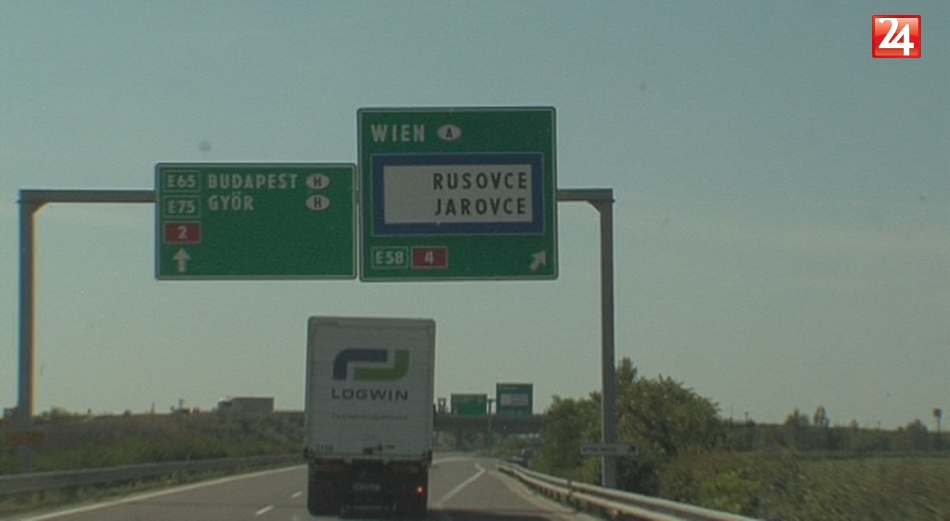 24
WIEN A
RUSOVCE
JAROVCE
E58 4
E65 BUDAPEST H
E75 GYŐR H
2
LOGWIN